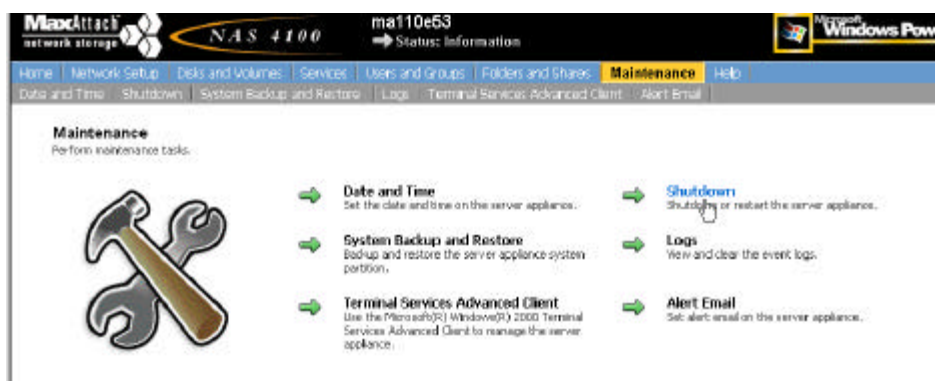 MaxAttach
network storage
NAS 4100
ma110e53
Status: Information
Microsoft
Windows Pow
Home Network Setup Disks and Volumes Services Users and Groups Folders and Shares Maintenance Help
Date and Time Shutdown System Backup and Restore Logs Terminal Services Advanced Client Alert Email
Maintenance
Perform maintenance tasks.
Date and Time
Set the date and time on the server appliance.
Shutdown
Shutdown or restart the server appliance.
System Backup and Restore
Backup and restore the server appliance system
partition.
Logs
View and clear the event logs.
Terminal Services Advanced Client
Use the Microsoft(R) Windows(R) 2000 Terminal
Services Advanced Client to manage the server
appliance.
Alert Email
Set alert email on the server appliance.